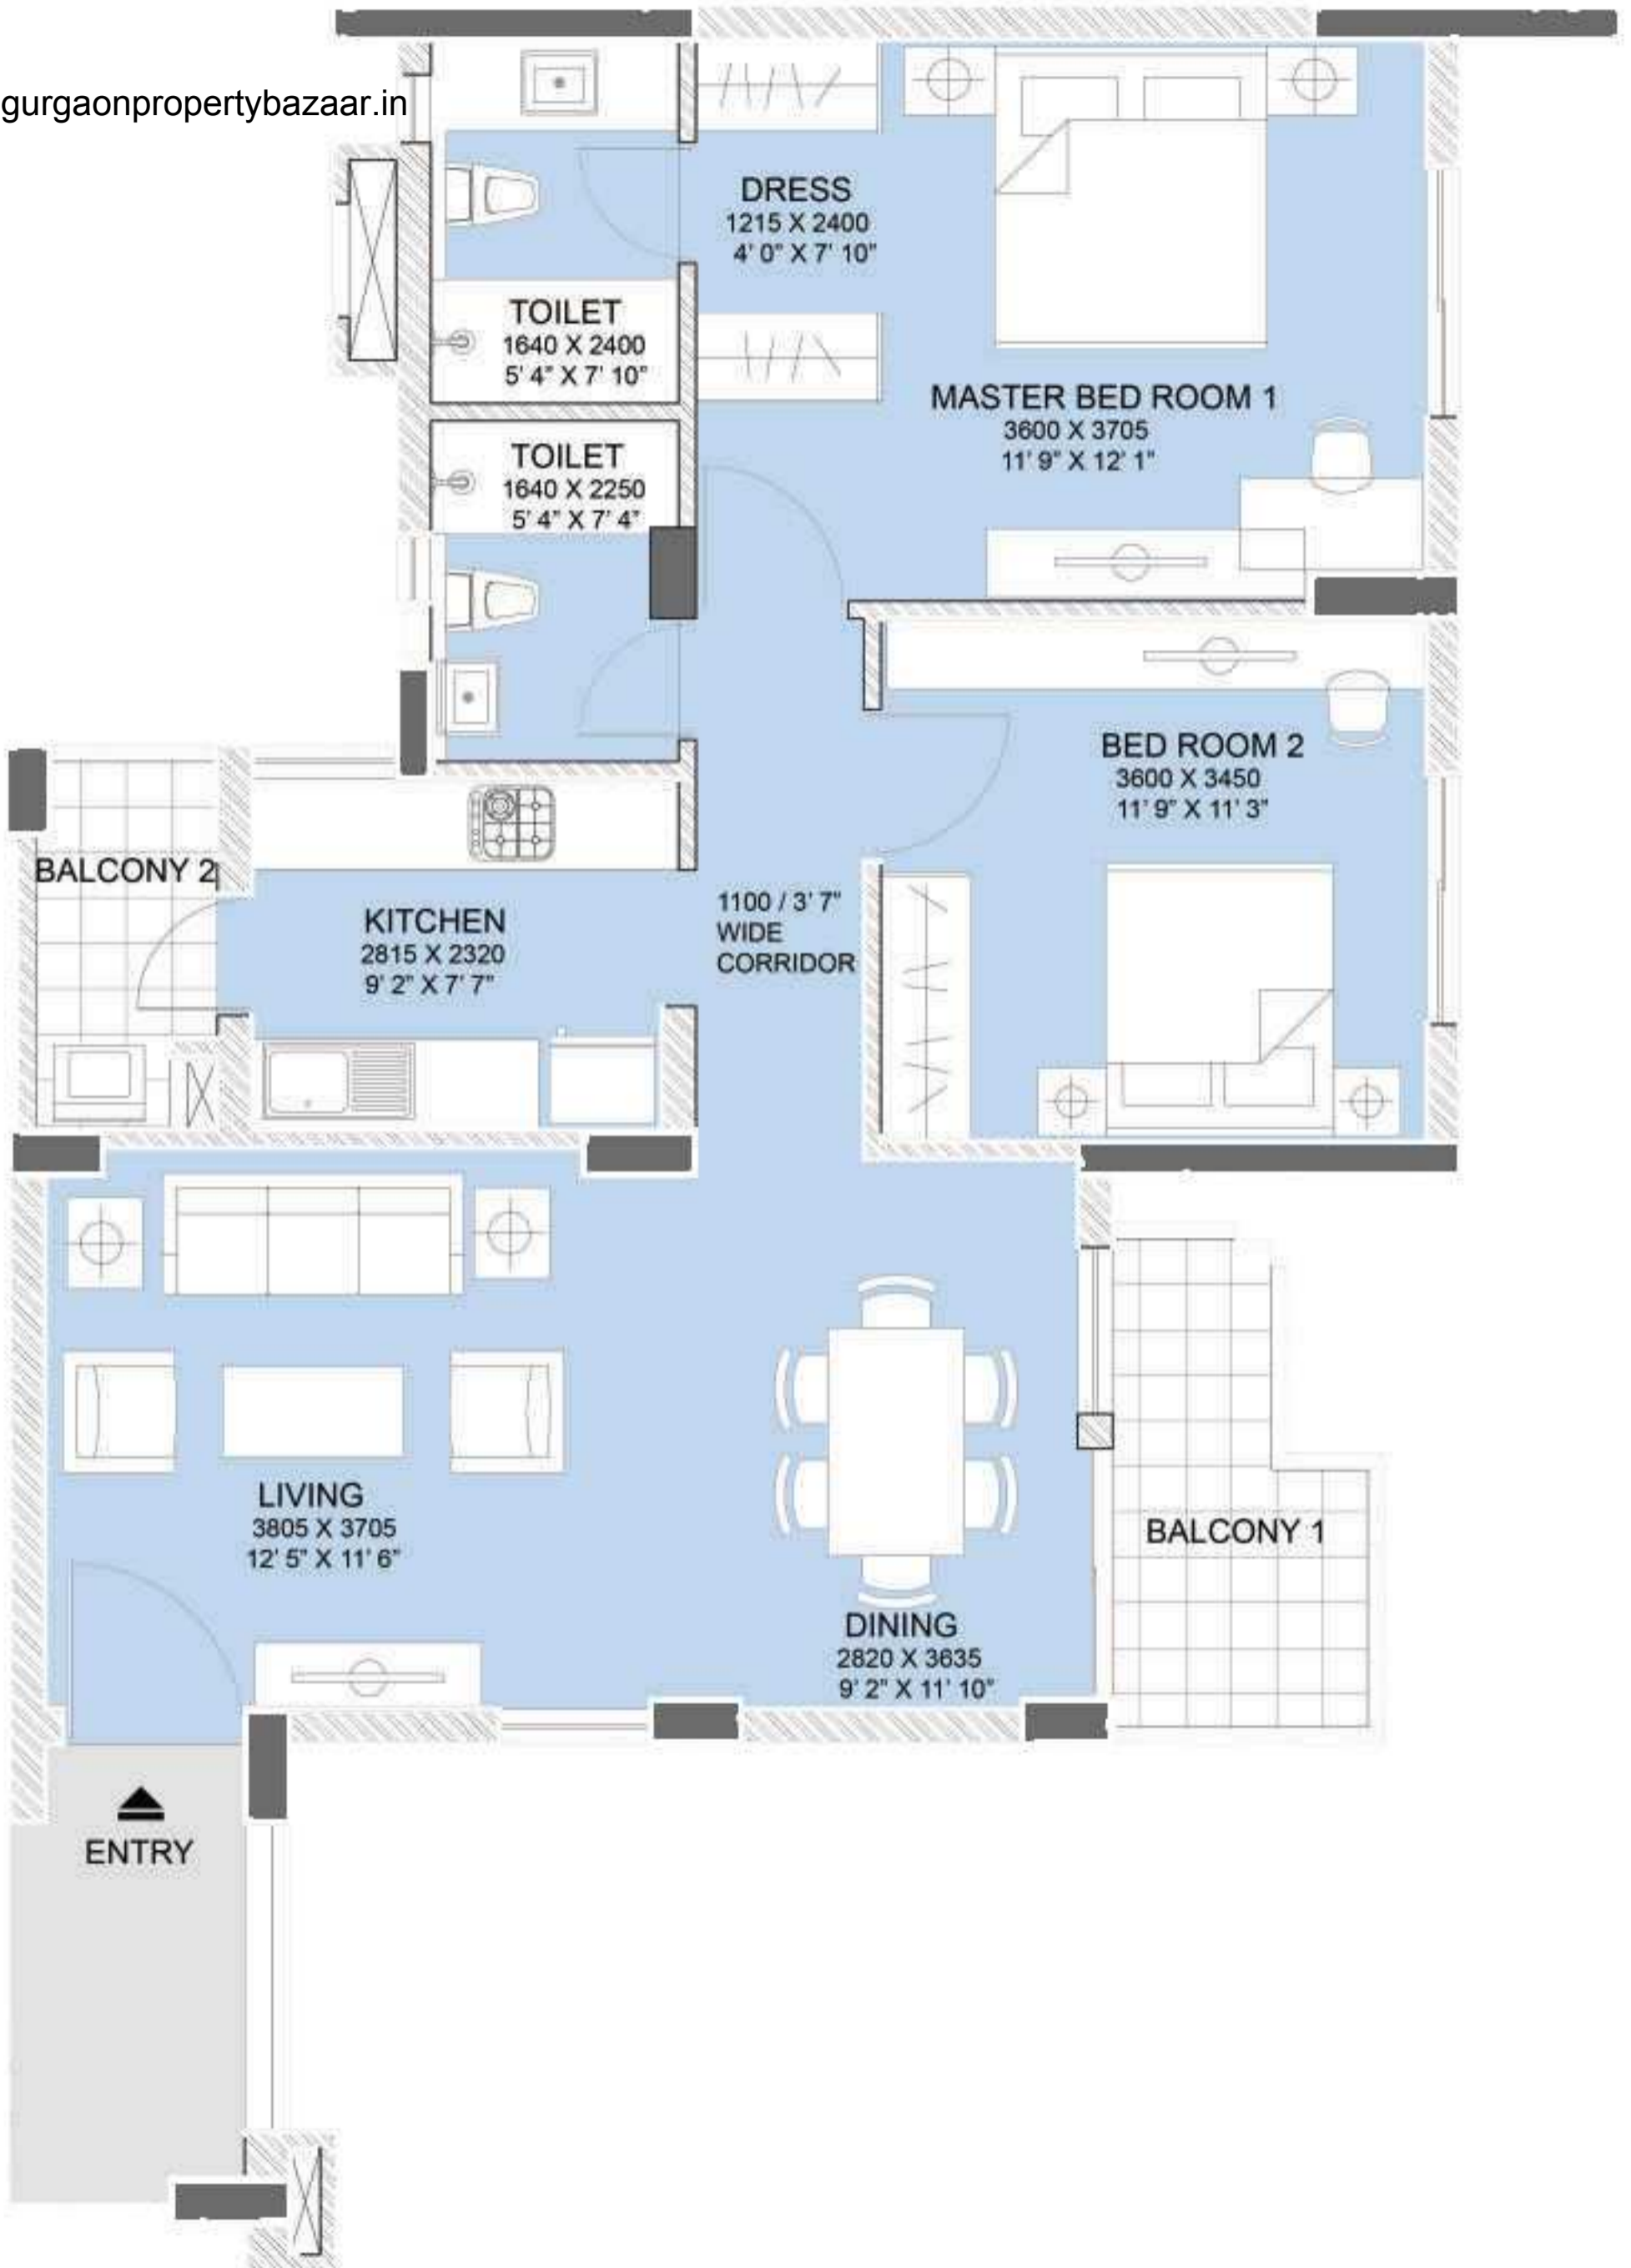 gurgaonpropertybazaar.in
DRESS
1215 X 2400
4' 0" X 7' 10"
TOILET
1640 X 2400
5' 4" X 7' 10"
MASTER BED ROOM 1
3600 X 3705
11' 9" X 12' 1"
TOILET
1640 X 2250
5' 4" X 7' 4"
BED ROOM 2
3600 X 3450
11' 9" X 11' 3"
BALCONY 2
KITCHEN
2815 X 2320
9' 2" X 7' 7"
1100 / 3' 7"
WIDE
CORRIDOR
LIVING
3805 X 3705
12' 5" X 11' 6"
BALCONY 1
DINING
2820 X 3635
9' 2" X 11' 10"
ENTRY